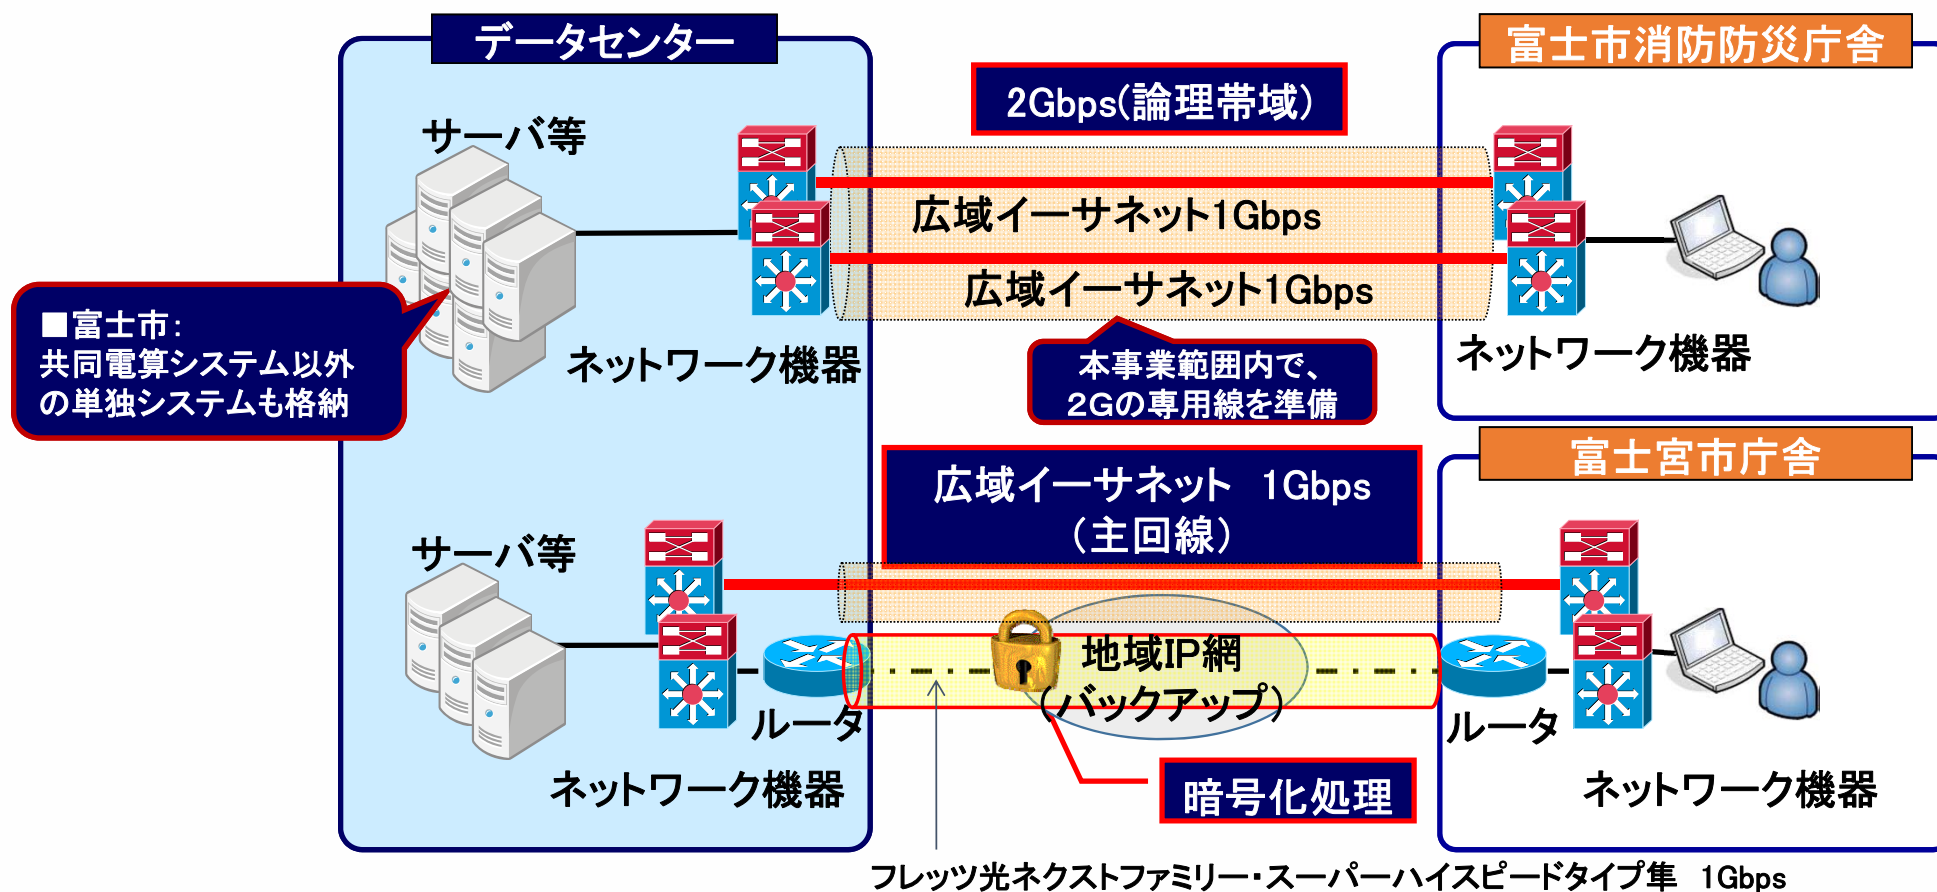 データセンター
富士市消防防災庁舎
2Gbps(論理帯域)
サーバ等
広域イーサネット1Gbps
広域イーサネット1Gbps
■富士市:
共同電算システム以外
の単独システムも格納
ネットワーク機器
本事業範囲内で、
2Gの専用線を準備
ネットワーク機器
富士宮市庁舎
広域イーサネット 1Gbps
(主回線)
サーバ等
地域IP網
(バックアップ)
ルータ
ルータ
ネットワーク機器
暗号化処理
ネットワーク機器
フレッツ光ネクストファミリー・スーパーハイスピードタイプ隼 1Gbps